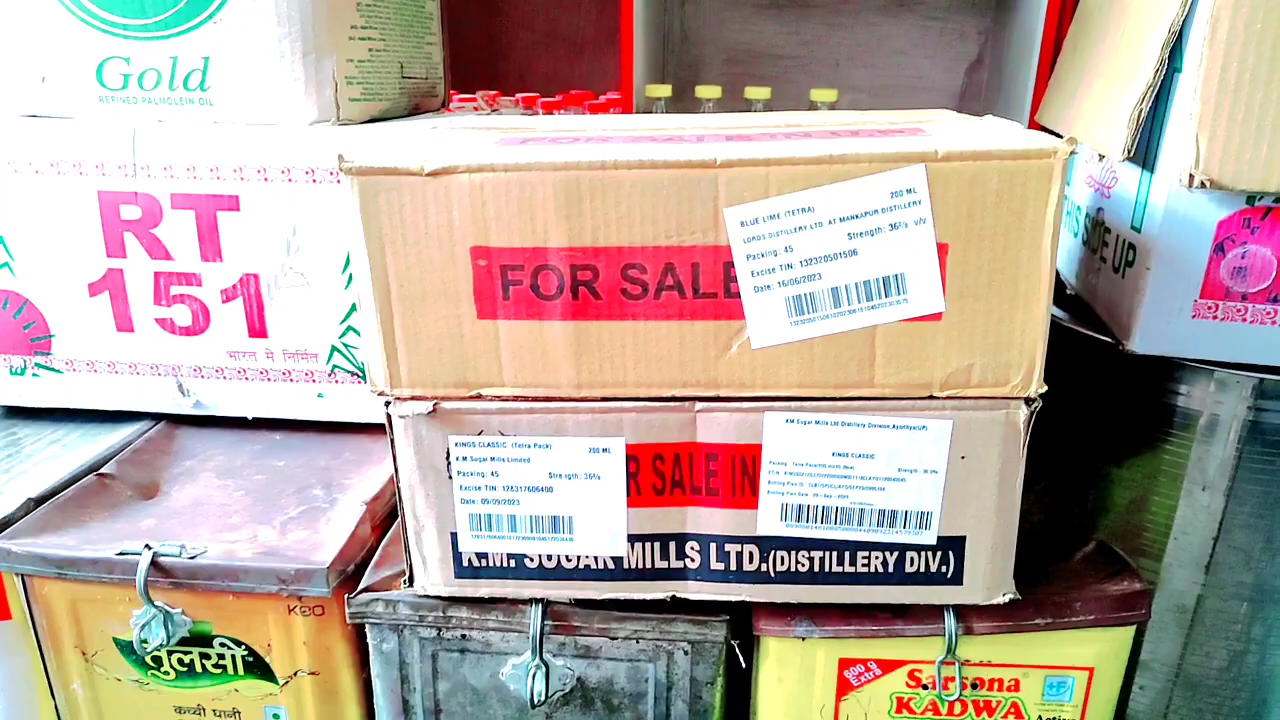 Gold
REFINED PALMOLEIN OIL
RT
151
भारत में निर्मित
FOR SALE
BLUE LIME (TETRA) 200 ML
LORDS DISTILLERY LTD. AT MANKAPUR DISTILLERY
Packing: 45 Strength: 36% v/v
Excise TIN: 132320501506
Date: 16/06/2023
THIS SIDE UP
KINGS CLASSIC (Tetra Pack) 200 ML
K.M.Sugar Mills Limited
Packing: 45 Strength: 36%
Excise TIN: 128317606400
Date: 09/09/2023
R SALE IN
KM Sugar Mills Ltd Distillery Division,Ayodhya(UP)
KINGS CLASSIC
K.M. SUGAR MILLS LTD.(DISTILLERY DIV.)
KEO
तुलसी
कच्ची घानी
600 g
Extra
Sarsona
KADWA
Active